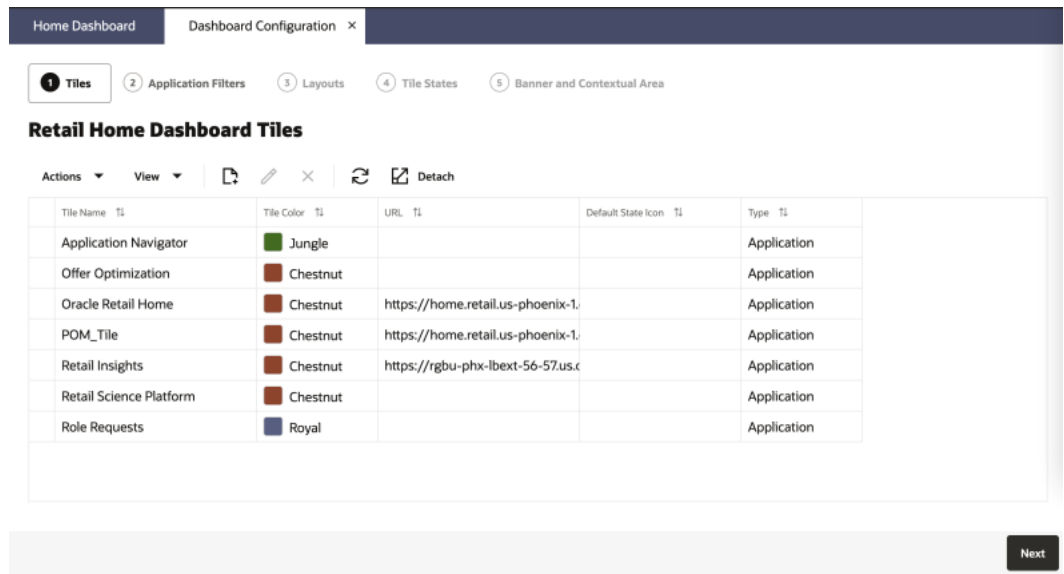 Home Dashboard Dashboard Configuration ×
1 Tiles 2 Application Filters 3 Layouts 4 Tile States 5 Banner and Contextual Area
Retail Home Dashboard Tiles
Actions View Detach
Tile Name Tile Color URL Default State Icon Type
Application Navigator Jungle Application
Offer Optimization Chestnut Application
Oracle Retail Home Chestnut https://home.retail.us-phoenix-1. Application
POM_Tile Chestnut https://home.retail.us-phoenix-1. Application
Retail Insights Chestnut https://rgbu-phx-lbext-56-57.us. Application
Retail Science Platform Chestnut Application
Role Requests Royal Application
Next